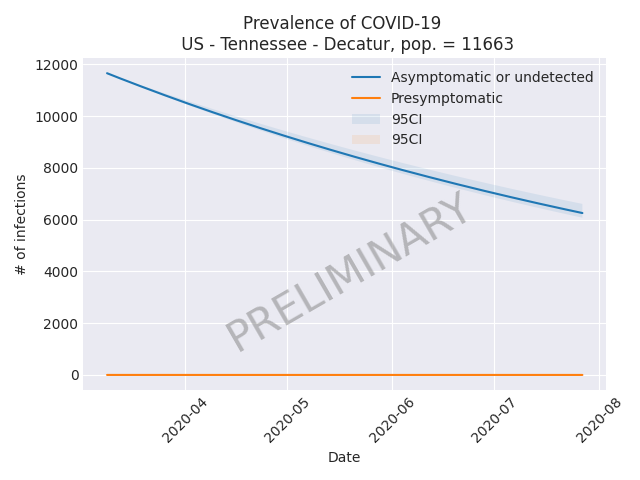 Prevalence of COVID-19
US - Tennessee - Decatur, pop. = 11663
12000
10000
8000
6000
4000
2000
0
# of infections
Asymptomatic or undetected
Presymptomatic
95CI
95CI
PRELIMINARY
2020-04
2020-05
2020-06
2020-07
2020-08
Date